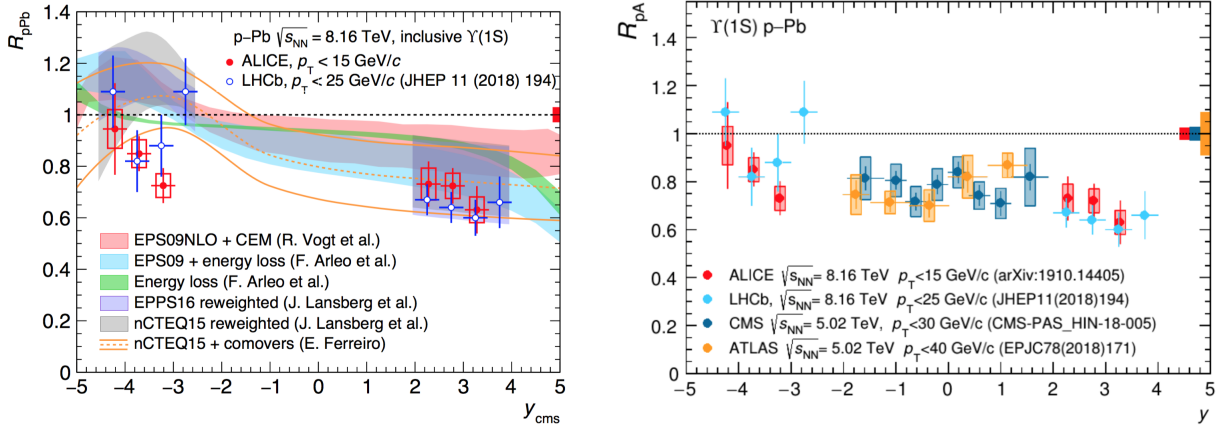 R_pPb
1.4
1.2
1
0.8
0.6
0.4
0.2
0
p–Pb √s_NN = 8.16 TeV, inclusive ϒ(1S)
ALICE, p_T < 15 GeV/c
LHCb, p_T < 25 GeV/c (JHEP 11 (2018) 194)
EPS09NLO + CEM (R. Vogt et al.)
EPS09 + energy loss (F. Arleo et al.)
Energy loss (F. Arleo et al.)
EPPS16 reweighted (J. Lansberg et al.)
nCTEQ15 reweighted (J. Lansberg et al.)
nCTEQ15 + comovers (E. Ferreiro)
−5 −4 −3 −2 −1 0 1 2 3 4 5
y_cms
R_pA
1.4
1.2
1
0.8
0.6
0.4
0.2
0
ϒ(1S) p–Pb
ALICE √s_NN = 8.16 TeV p_T<15 GeV/c (arXiv:1910.14405)
LHCb, √s_NN = 8.16 TeV p_T<25 GeV/c (JHEP11(2018)194)
CMS √s_NN = 5.02 TeV, p_T<30 GeV/c (CMS-PAS_HIN-18-005)
ATLAS √s_NN = 5.02 TeV p_T<40 GeV/c (EPJC78(2018)171)
−5 −4 −3 −2 −1 0 1 2 3 4 5
y